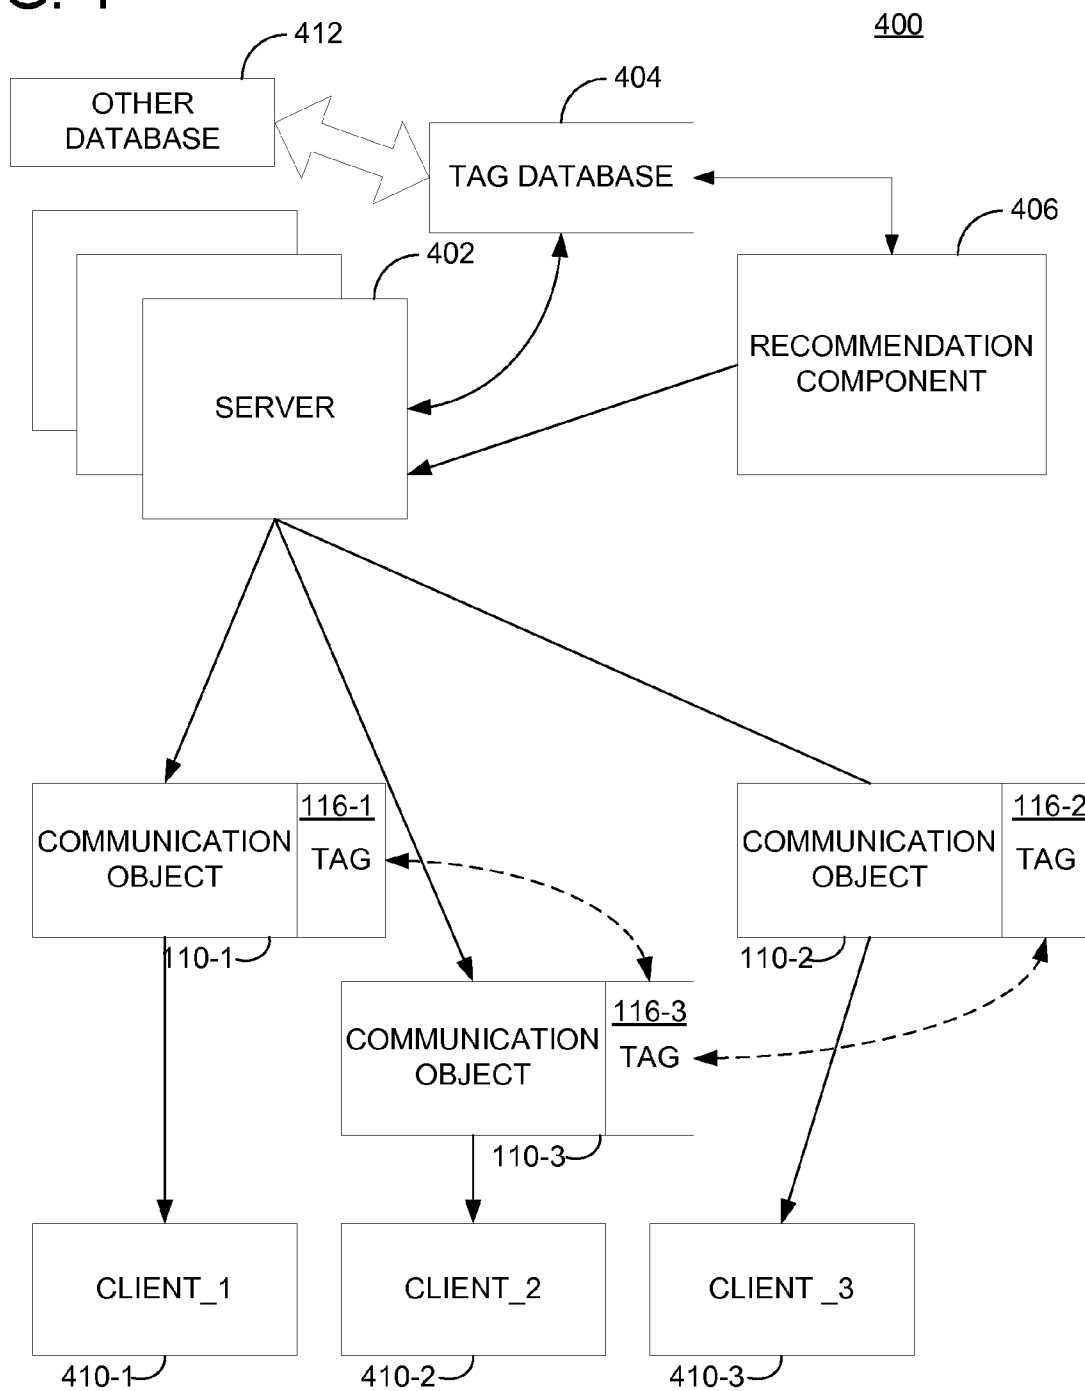 400
412
OTHER
DATABASE
404
TAG DATABASE
406
402
RECOMMENDATION
COMPONENT
SERVER
COMMUNICATION
OBJECT
116-1
TAG
110-1
COMMUNICATION
OBJECT
116-2
TAG
110-2
COMMUNICATION
OBJECT
116-3
TAG
110-3
CLIENT_1
410-1
CLIENT_2
410-2
CLIENT _3
410-3